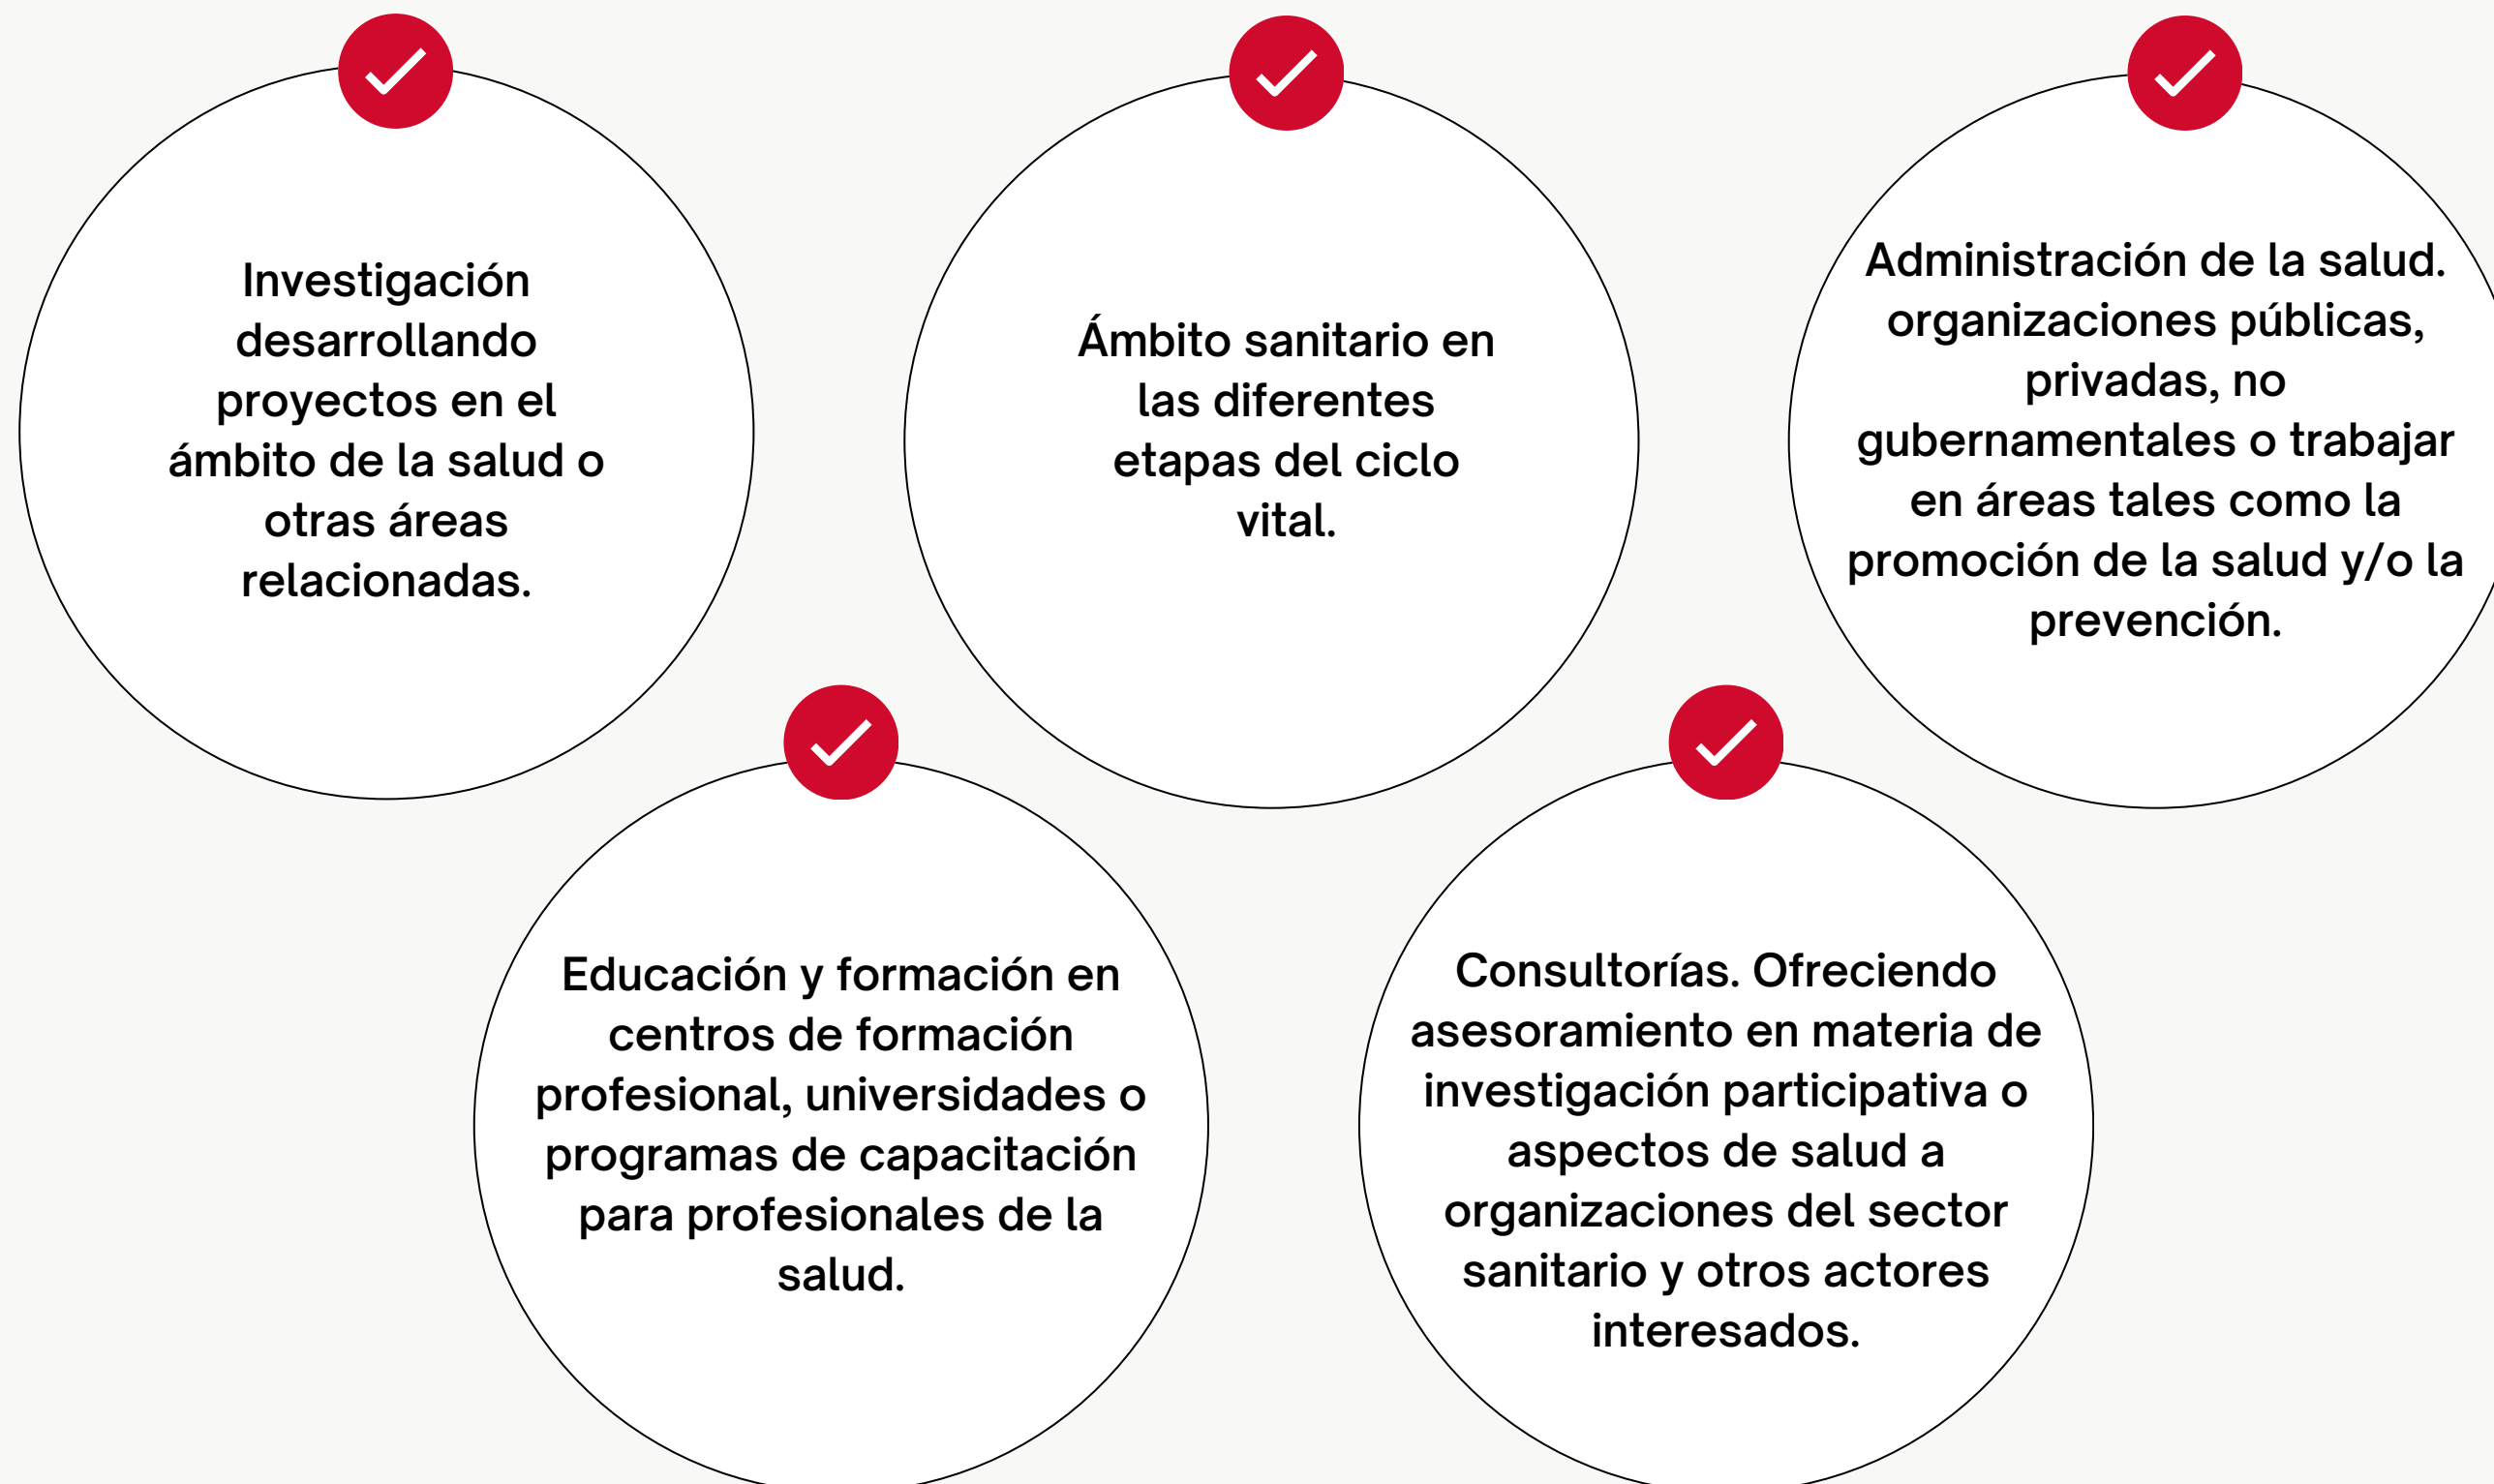 Investigación
desarrollando
proyectos en el
ámbito de la salud o
otras áreas
relacionadas.
Ámbito sanitario en
las diferentes
etapas del ciclo
vital.
Administración de la salud.
organizaciones públicas,
privadas, no
gubernamentales o trabajar
en áreas tales como la
promoción de la salud y/o la
prevención.
Educación y formación en
centros de formación
profesional, universidades o
programas de capacitación
para profesionales de la
salud.
Consultorías. Ofreciendo
asesoramiento en materia de
investigación participativa o
aspectos de salud a
organizaciones del sector
sanitario y otros actores
interesados.